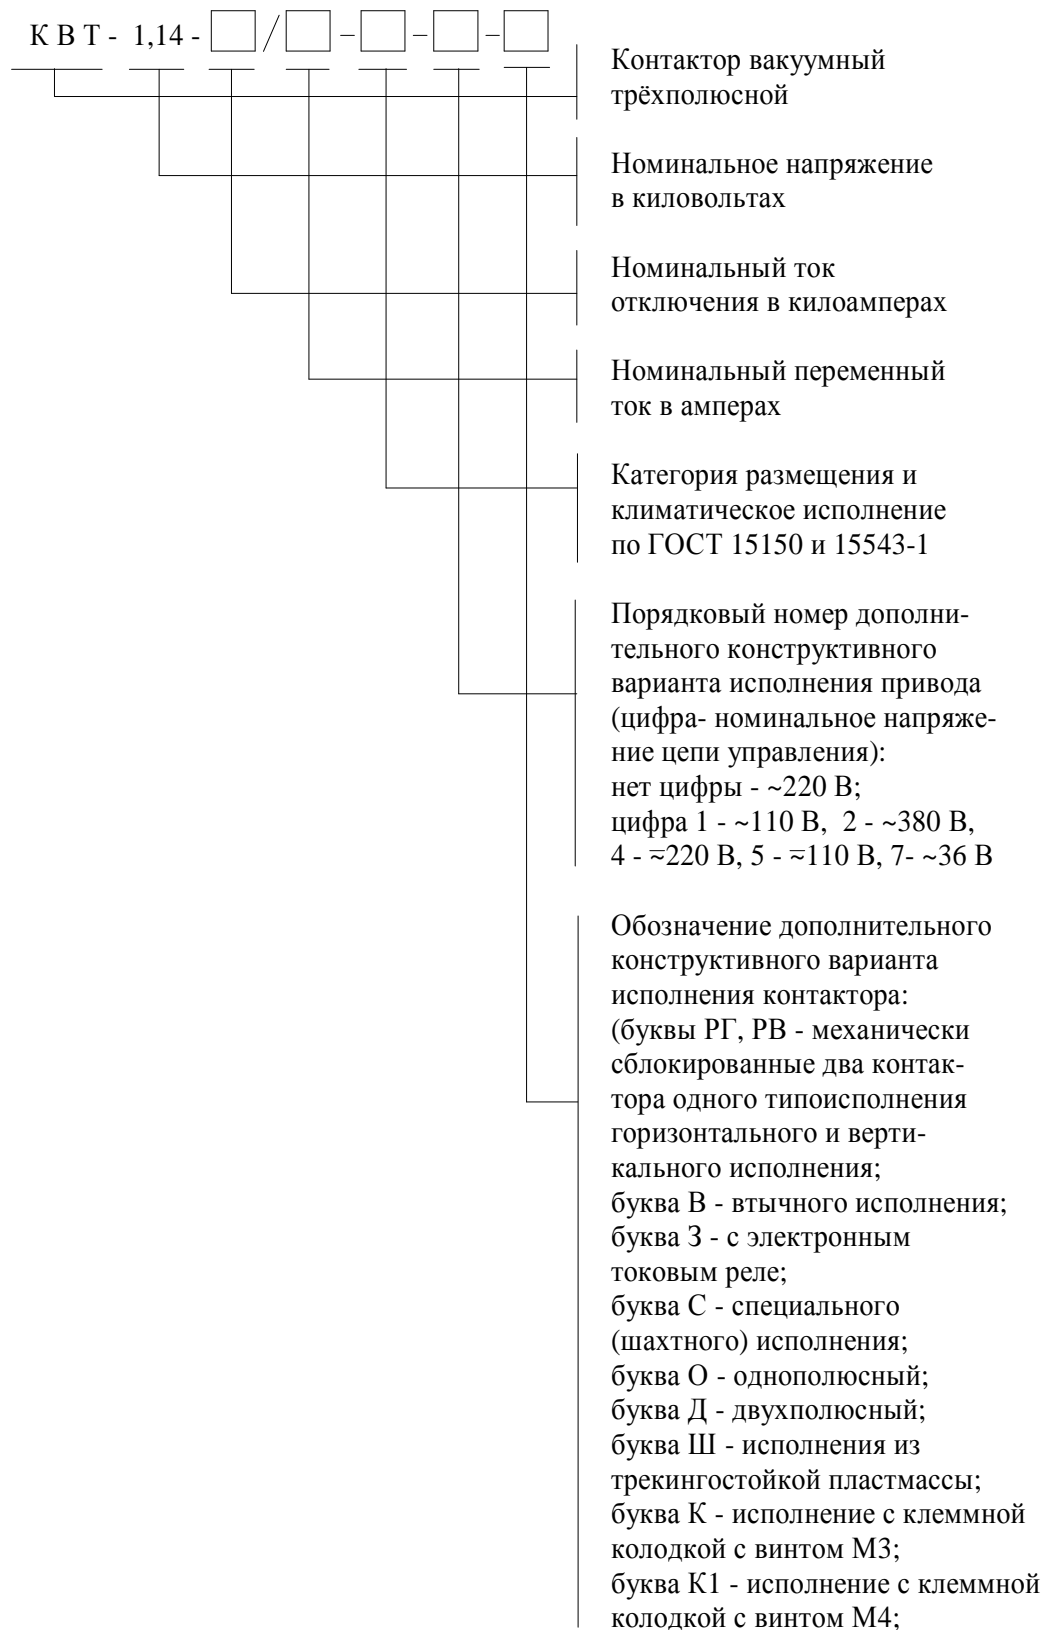 К В Т - 1,14 - / - - -
Контактор вакуумный
трёхполюсной
Номинальное напряжение
в киловольтах
Номинальный ток
отключения в килоамперах
Номинальный переменный
ток в амперах
Категория размещения и
климатическое исполнение
по ГОСТ 15150 и 15543-1
Порядковый номер дополни-
тельного конструктивного
варианта исполнения привода
(цифра- номинальное напряже-
ние цепи управления):
нет цифры - ~220 В;
цифра 1 - ~110 В, 2 - ~380 В,
4 - ≂220 В, 5 - ≂110 В, 7- ~36 В
Обозначение дополнительного
конструктивного варианта
исполнения контактора:
(буквы РГ, РВ - механически
сблокированные два контак-
тора одного типоисполнения
горизонтального и верти-
кального исполнения;
буква В - втычного исполнения;
буква З - с электронным
токовым реле;
буква С - специального
(шахтного) исполнения;
буква О - однополюсный;
буква Д - двухполюсный;
буква Ш - исполнения из
трекингостойкой пластмассы;
буква К - исполнение с клеммной
колодкой с винтом М3;
буква К1 - исполнение с клеммной
колодкой с винтом М4;